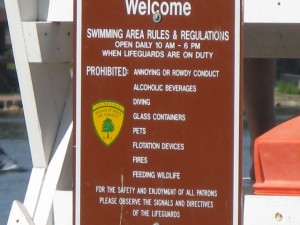 Welcome
SWIMMING AREA RULES & REGULATIONS
OPEN DAILY 10 AM - 6 PM
WHEN LIFEGUARDS ARE ON DUTY
PROHIBITED: ANNOYING OR ROWDY CONDUCT
ALCOHOLIC BEVERAGES
DIVING
GLASS CONTAINERS
PETS
FLOTATION DEVICES
FIRES
FEEDING WILDLIFE
FOR THE SAFETY AND ENJOYMENT OF ALL PATRONS
PLEASE OBSERVE THE SIGNALS AND DIRECTIVES
OF THE LIFEGUARDS